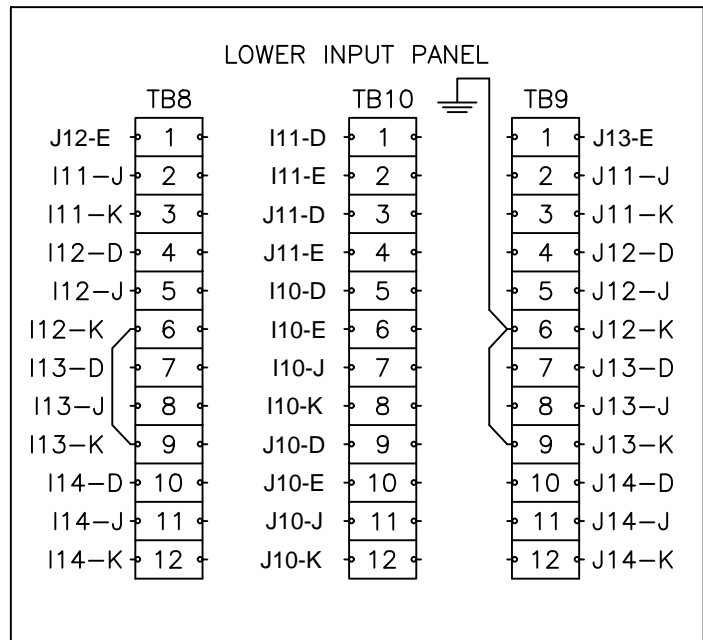 LOWER INPUT PANEL
TB8 TB10 TB9
J12-E 1 I11-D 1 1 J13-E
I11-J 2 I11-E 2 2 J11-J
I11-K 3 J11-D 3 3 J11-K
I12-D 4 J11-E 4 4 J12-D
I12-J 5 I10-D 5 5 J12-J
I12-K 6 I10-E 6 6 J12-K
I13-D 7 I10-J 7 7 J13-D
I13-J 8 I10-K 8 8 J13-J
I13-K 9 J10-D 9 9 J13-K
I14-D 10 J10-E 10 10 J14-D
I14-J 11 J10-J 11 11 J14-J
I14-K 12 J10-K 12 12 J14-K